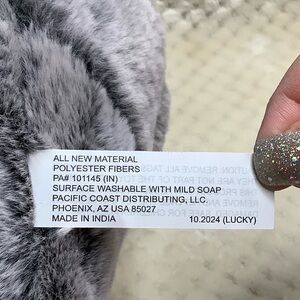 ALL NEW MATERIAL
POLYESTER FIBERS
PA# 101145 (IN)
SURFACE WASHABLE WITH MILD SOAP
PACIFIC COAST DISTRIBUTING, LLC.
PHOENIX, AZ USA 85027
MADE IN INDIA 10.2024 (LUCKY)